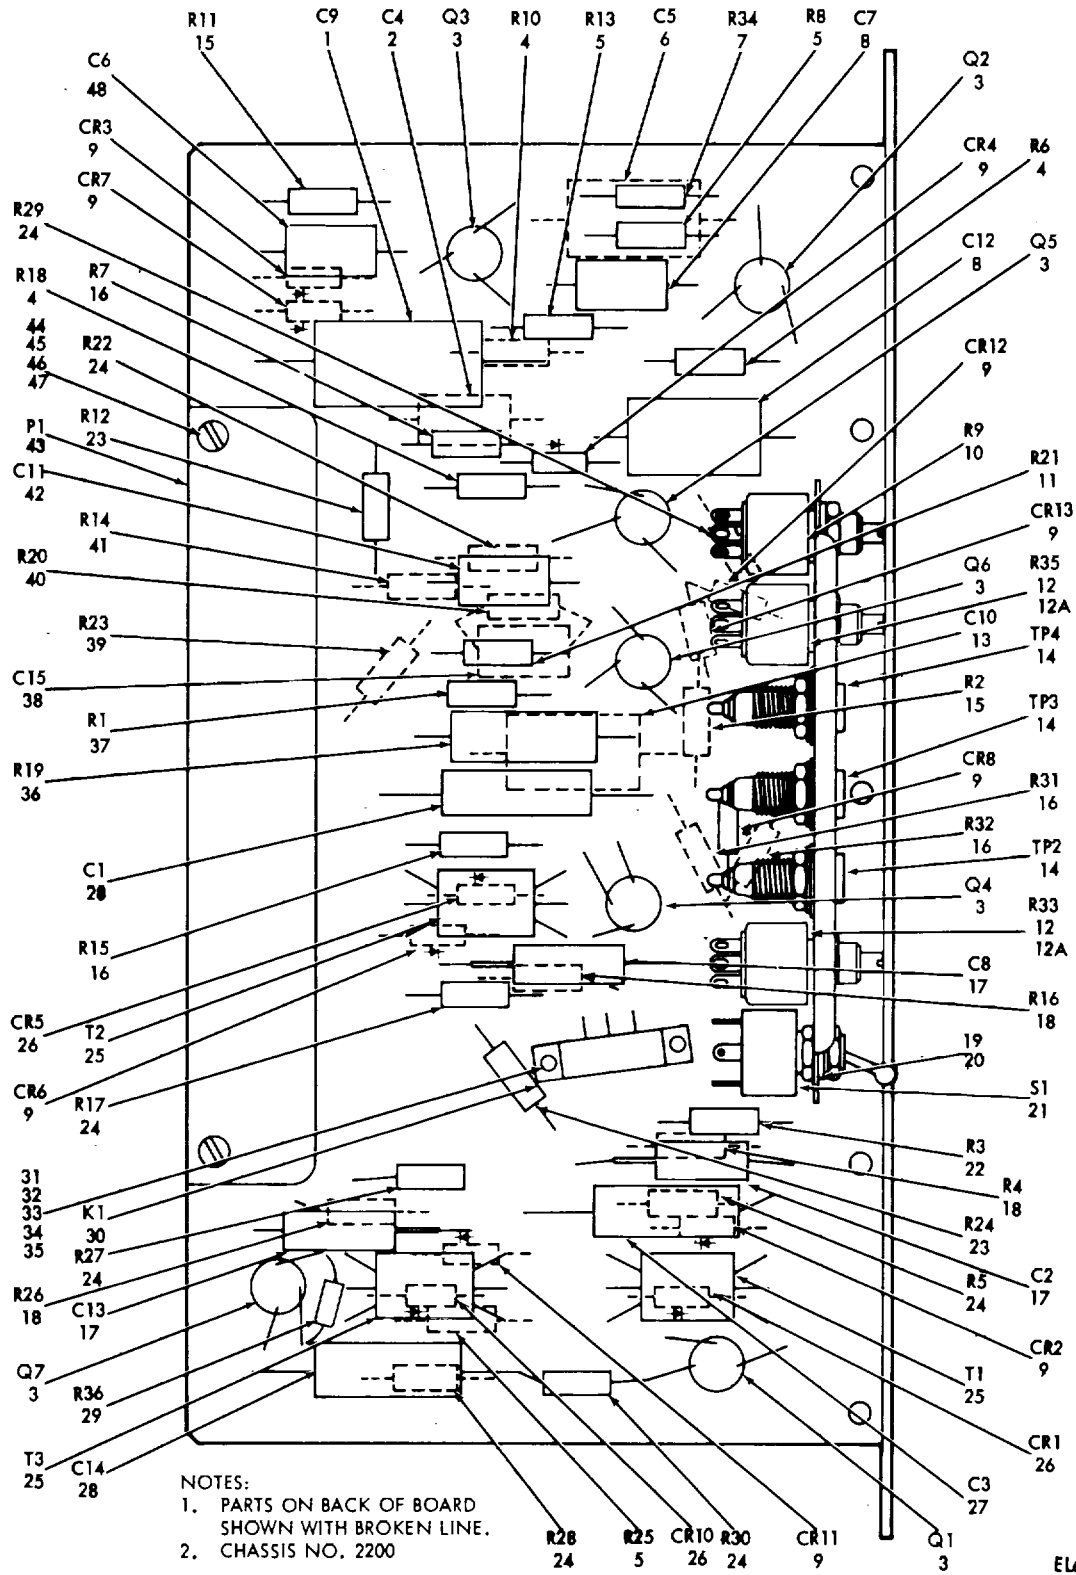 R11
15
C9
1
C4
2
Q3
3
R10
4
R13
5
C5
6
R34
7
R8
5
C7
8
C6
48
CR3
9
CR7
9
R29
24
R7
16
R18
4
44
45
46
47
R22
24
P1
43
R12
23
C11
42
R14
41
R20
40
R23
39
C15
38
R1
37
R19
36
C1
28
R15
16
CR5
26
T2
25
CR6
9
R17
24
31
32
33
34
35
K1
30
R27
24
R26
18
C13
17
Q7
3
R36
29
T3
25
C14
28
Q2
3
CR4
9
R6
4
C12
8
Q5
3
CR12
9
R9
10
R21
11
CR13
9
Q6
3
R35
12
12A
C10
13
TP4
14
R2
15
TP3
14
CR8
9
R31
16
R32
16
TP2
14
Q4
3
R33
12
12A
C8
17
R16
18
19
20
S1
21
R3
22
R4
18
R24
23
R5
24
C2
17
CR2
9
T1
25
CR1
26
C3
27
R28
24
R25
5
CR10
26
R30
24
CR11
9
Q1
3
NOTES:
1. PARTS ON BACK OF BOARD
SHOWN WITH BROKEN LINE.
2. CHASSIS NO. 2200